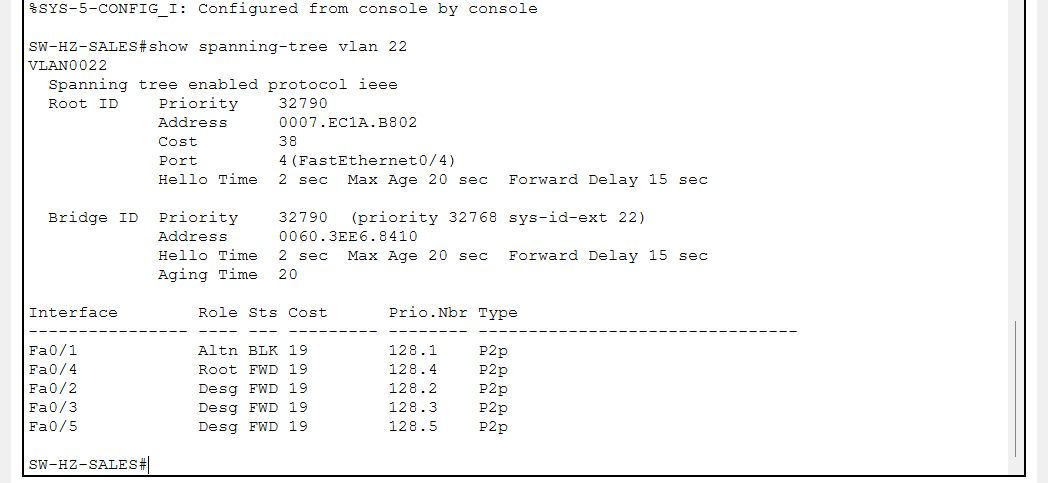 %SYS-5-CONFIG_I: Configured from console by console
SW-HZ-SALES#show spanning-tree vlan 22
VLAN0022
  Spanning tree enabled protocol ieee
  Root ID    Priority    32790
             Address     0007.EC1A.B802
             Cost        38
             Port        4(FastEthernet0/4)
             Hello Time  2 sec  Max Age 20 sec  Forward Delay 15 sec
  Bridge ID  Priority    32790  (priority 32768 sys-id-ext 22)
             Address     0060.3EE6.8410
             Hello Time  2 sec  Max Age 20 sec  Forward Delay 15 sec
             Aging Time  20
Interface        Role Sts Cost      Prio.Nbr Type
---------------- ---- --- --------- -------- --------------------------------
Fa0/1            Altn BLK 19        128.1    P2p
Fa0/4            Root FWD 19        128.4    P2p
Fa0/2            Desg FWD 19        128.2    P2p
Fa0/3            Desg FWD 19        128.3    P2p
Fa0/5            Desg FWD 19        128.5    P2p
SW-HZ-SALES#